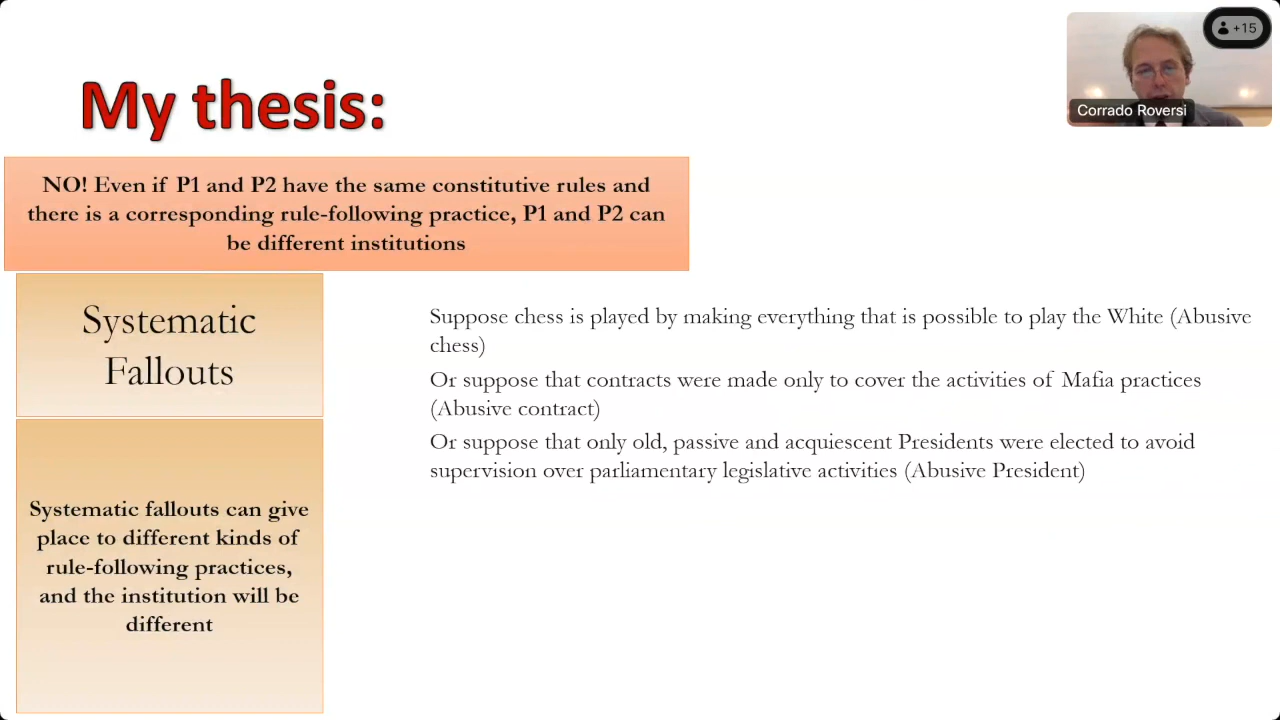 My thesis:
+15
Corrado Roversi
NO! Even if P1 and P2 have the same constitutive rules and
there is a corresponding rule-following practice, P1 and P2 can
be different institutions
Systematic
Fallouts
Suppose chess is played by making everything that is possible to play the White (Abusive
chess)
Or suppose that contracts were made only to cover the activities of Mafia practices
(Abusive contract)
Or suppose that only old, passive and acquiescent Presidents were elected to avoid
supervision over parliamentary legislative activities (Abusive President)
Systematic fallouts can give
place to different kinds of
rule-following practices,
and the institution will be
different